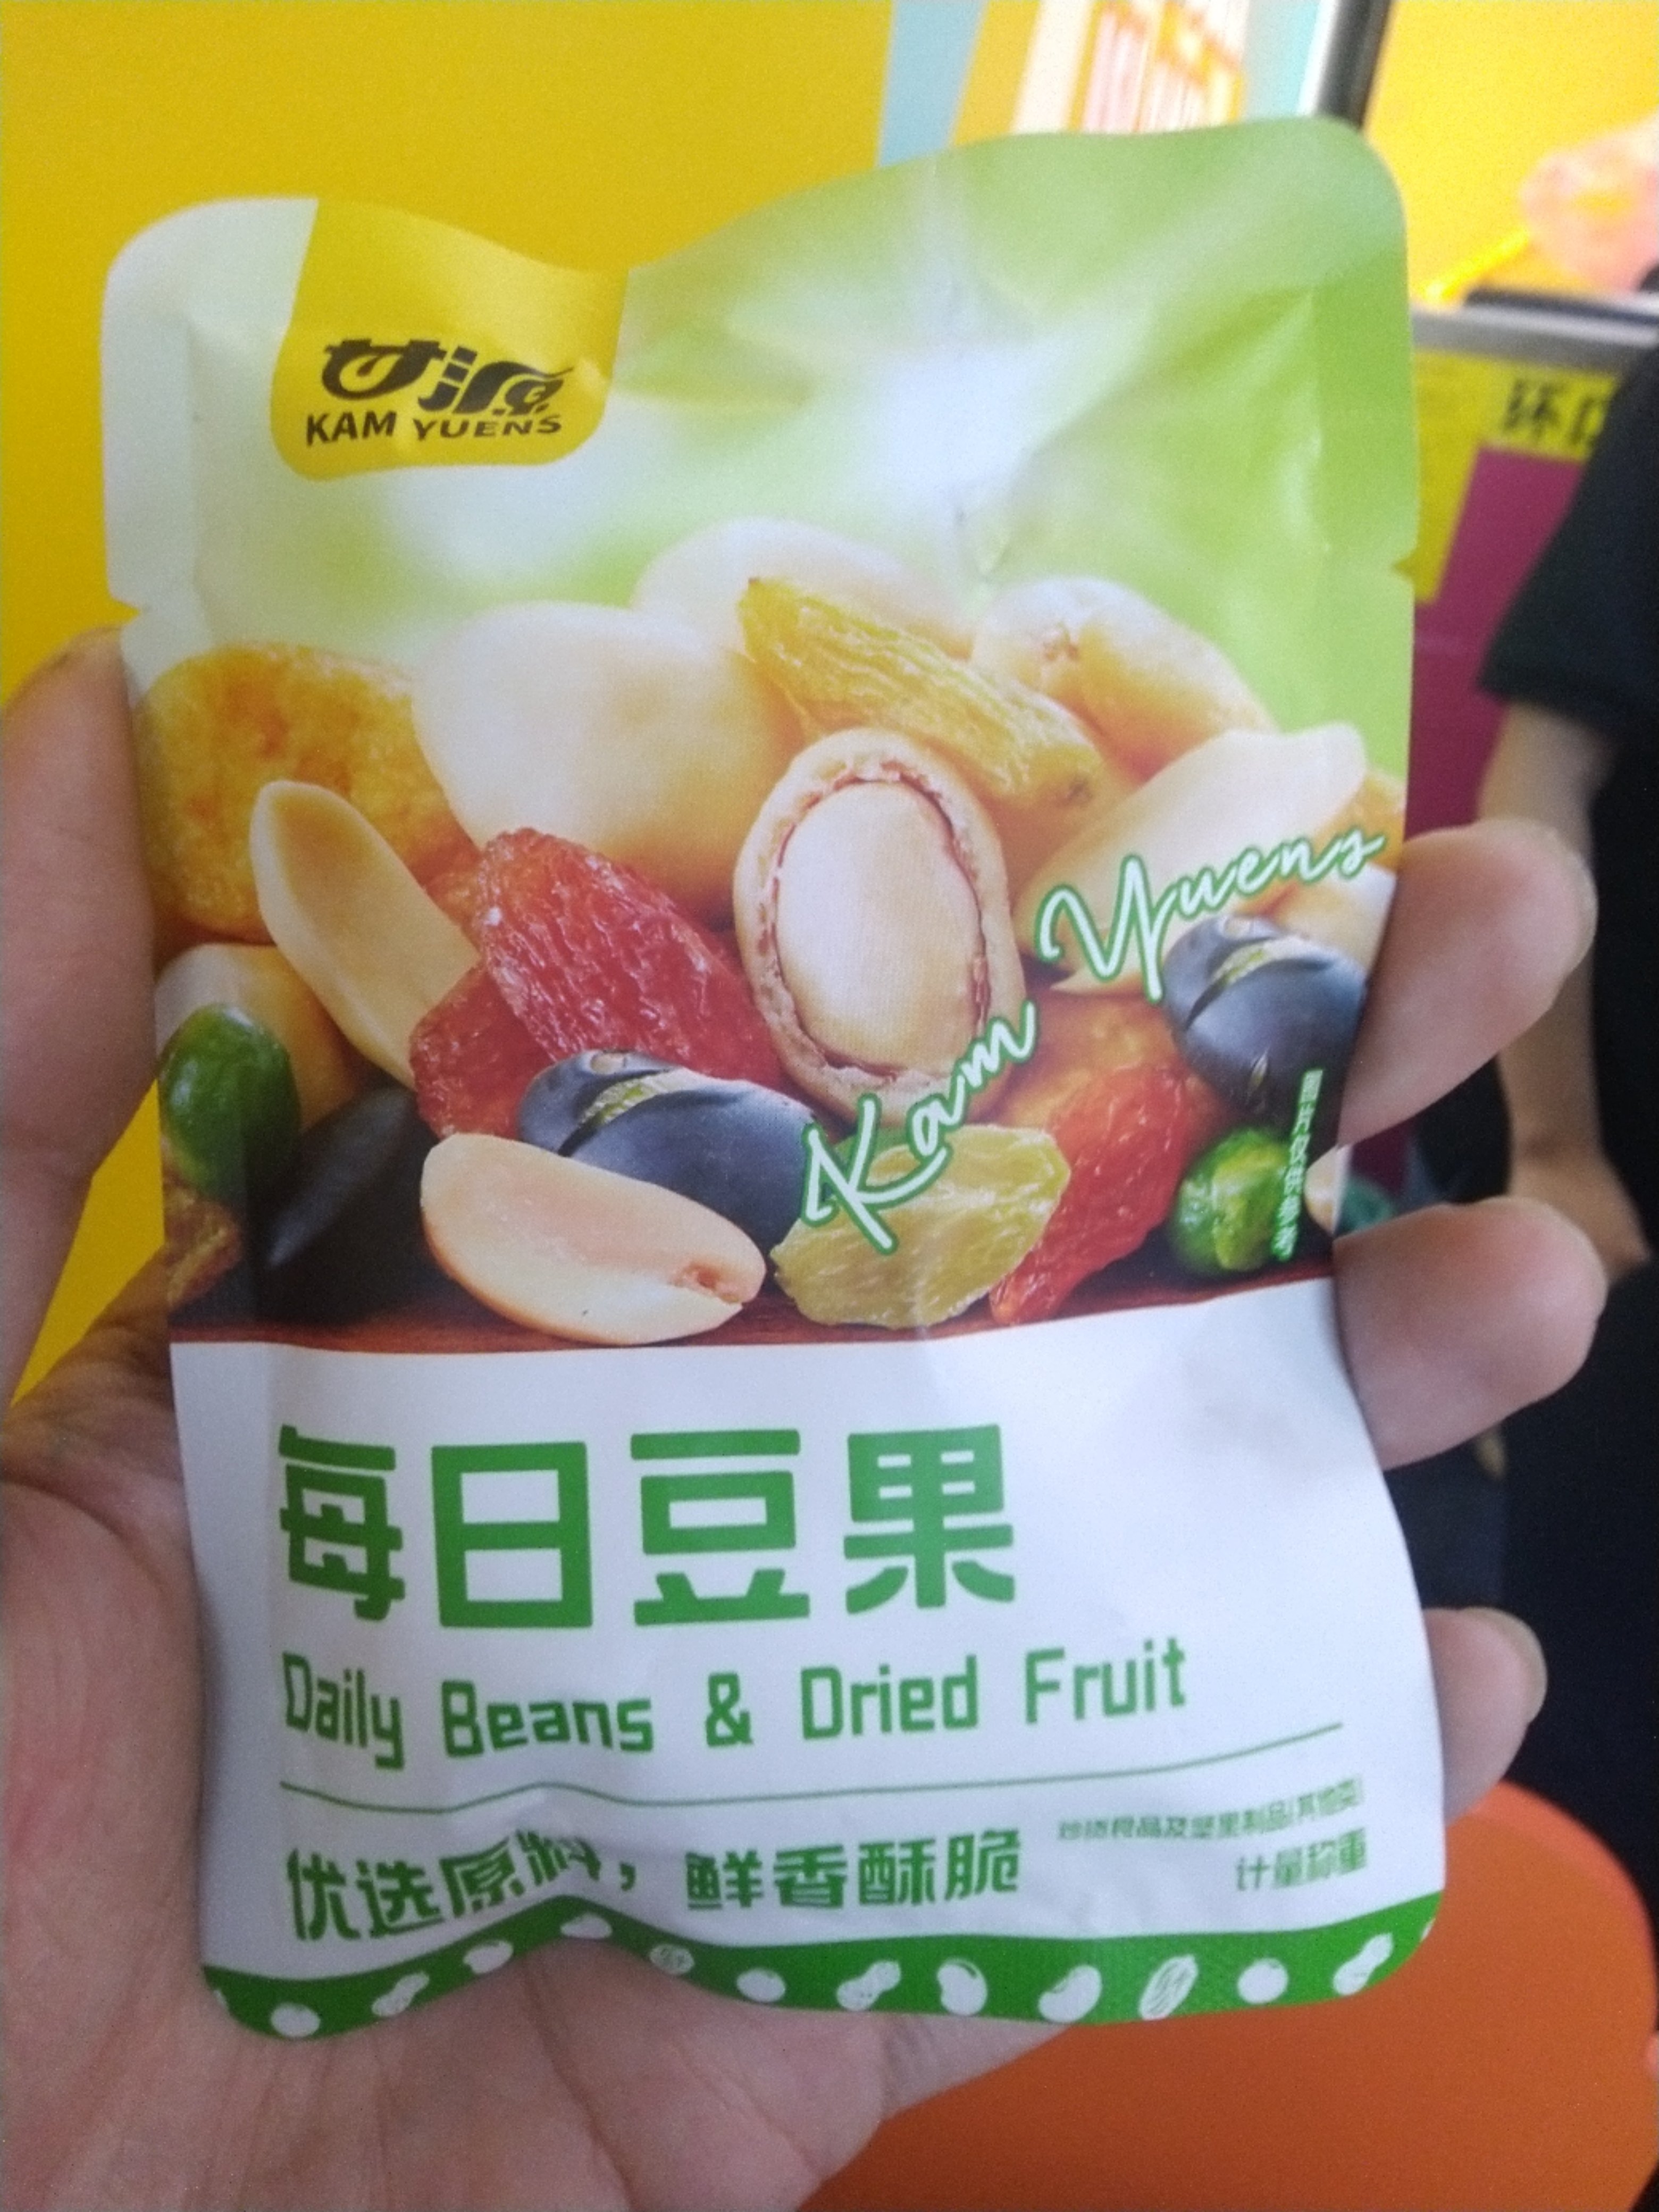 甘源
KAM YUENS
Kam Yuens
图片仅供参考
每日豆果
Daily Beans & Dried Fruit
优选原料，鲜香酥脆
炒货食品及坚果制品(其他类)
计量称重
环